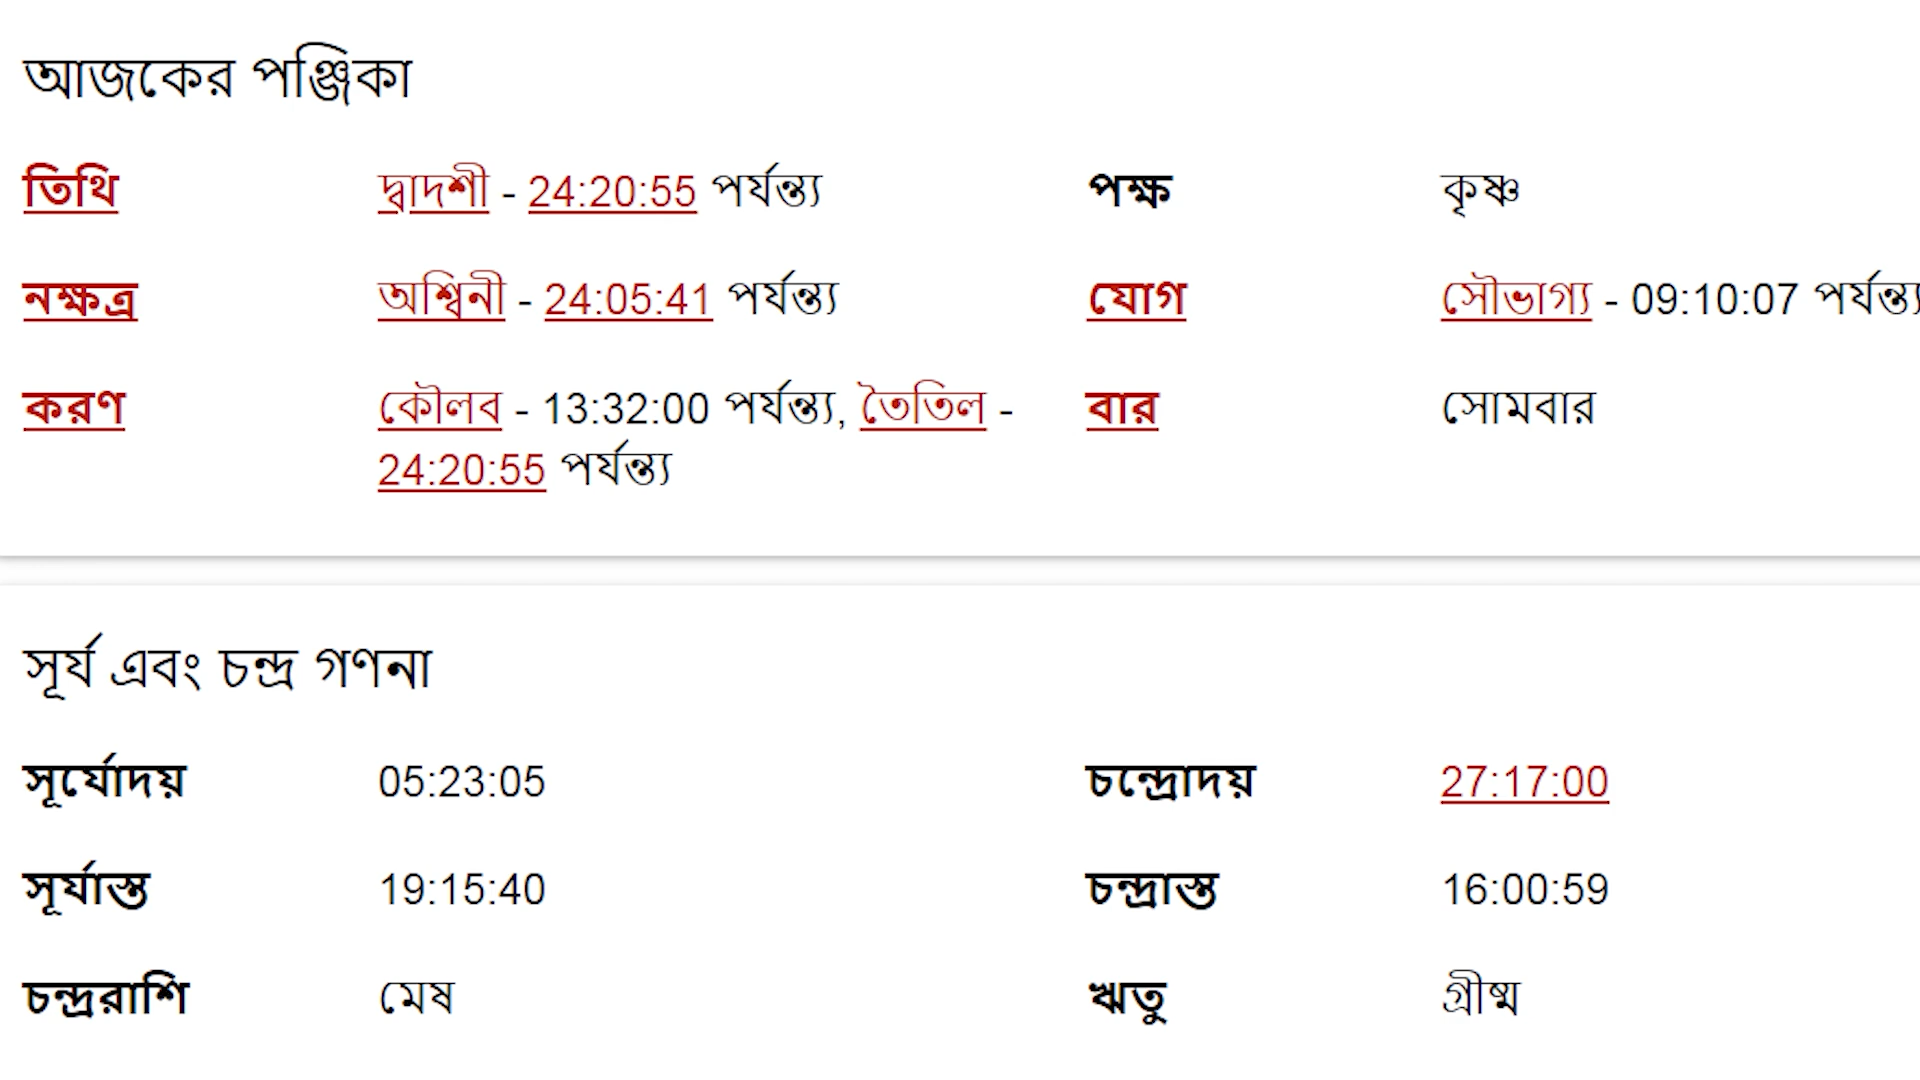 আজকের পঞ্জিকা
তিথি দ্বাদশী - 24:20:55 পর্যন্ত্য পক্ষ কৃষ্ণ
নক্ষত্র অশ্বিনী - 24:05:41 পর্যন্ত্য যোগ সৌভাগ্য - 09:10:07 পর্যন্ত্য
করণ কৌলব - 13:32:00 পর্যন্ত্য, তৈতিল - বার সোমবার
24:20:55 পর্যন্ত্য
সূর্য এবং চন্দ্র গণনা
সূর্যোদয় 05:23:05 চন্দ্রোদয় 27:17:00
সূর্যাস্ত 19:15:40 চন্দ্রাস্ত 16:00:59
চন্দ্ররাশি মেষ ঋতু গ্রীষ্ম